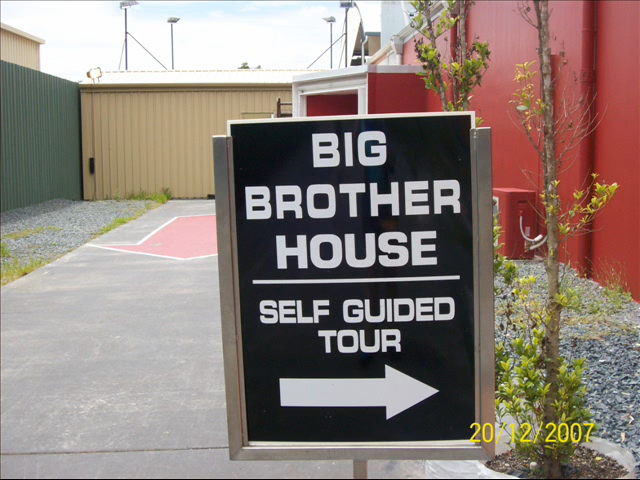 BIG
BROTHER
HOUSE
SELF GUIDED
TOUR
20/12/2007